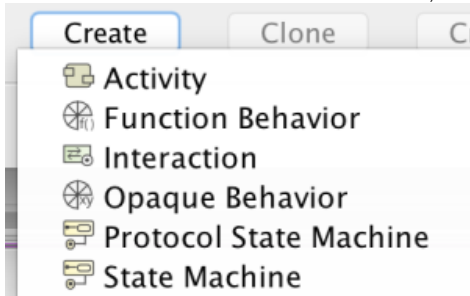 Create Clone C
Activity
Function Behavior
Interaction
Opaque Behavior
Protocol State Machine
State Machine